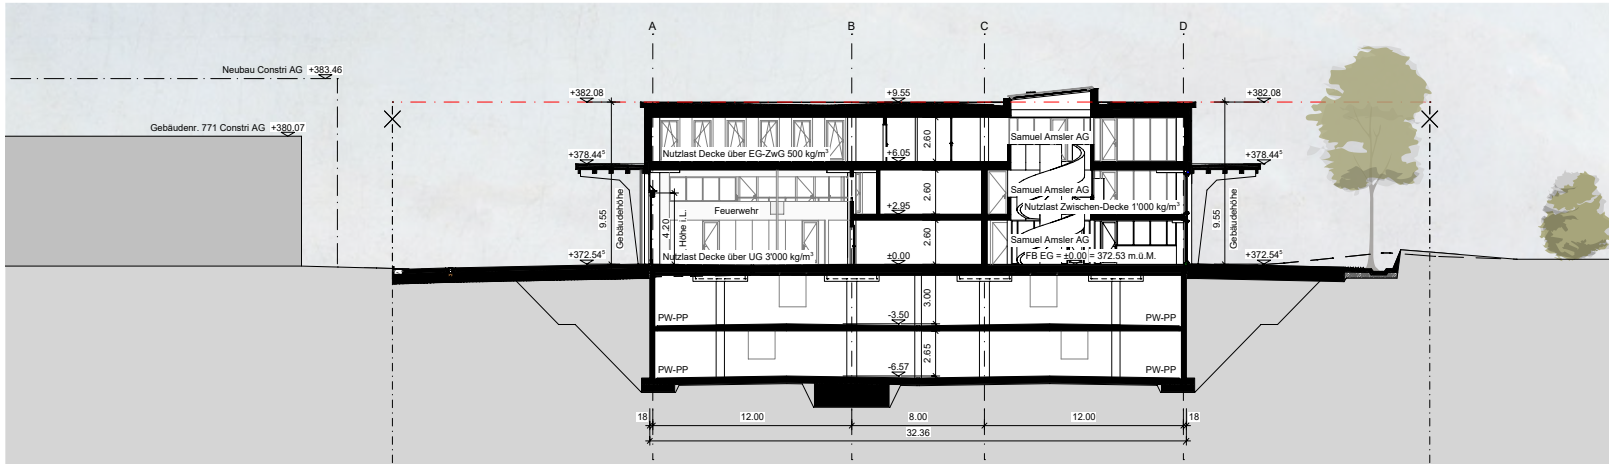 A B C D
Neubau Constri AG +383.46
+382.08 +9.55 +382.08
Gebäudenr. 771 Constri AG +380.07
2.60
Samuel Amsler AG
Nutzlast Decke über EG-ZwG 500 kg/m³
+378.44⁵ +6.05 +378.44⁵
2.60
Samuel Amsler AG
Feuerwehr +2.95 Nutzlast Zwischen-Decke 1'000 kg/m³
9.55 Gebäudehöhe 4.20 Höhe i.L. 2.60 9.55 Gebäudehöhe
Samuel Amsler AG
+372.54⁵ Nutzlast Decke über UG 3'000 kg/m³ ±0.00 FB EG = ±0.00 = 372.53 m.ü.M. +372.54⁵
3.00
PW-PP -3.50 PW-PP
2.65
PW-PP -6.57 PW-PP
18 12.00 8.00 12.00 18
32.36